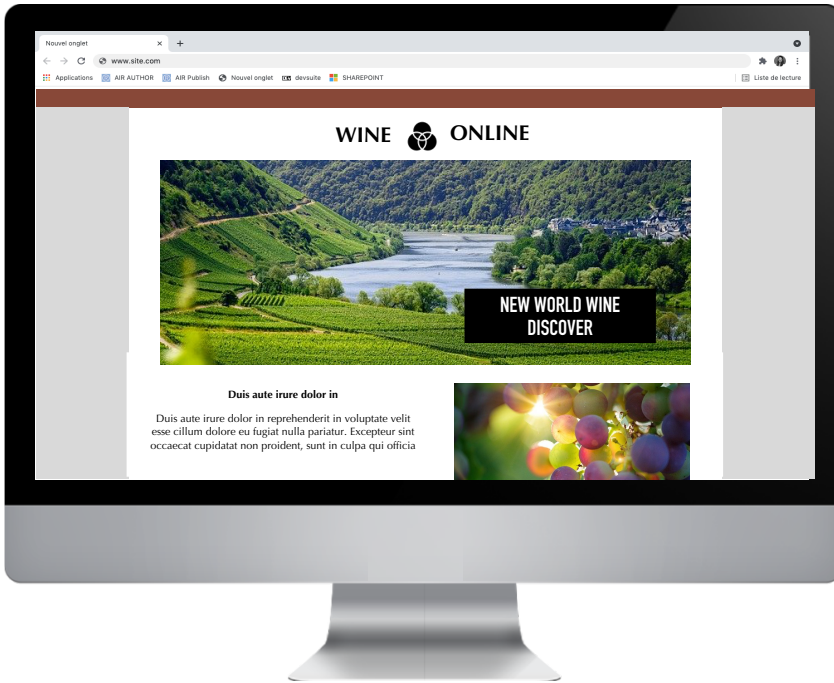 Nouvel onglet
www.site.com
Applications AIR AUTHOR AIR Publish Nouvel onglet devsuite SHAREPOINT Liste de lecture
WINE ONLINE
NEW WORLD WINE
DISCOVER
Duis aute irure dolor in
Duis aute irure dolor in reprehenderit in voluptate velit
esse cillum dolore eu fugiat nulla pariatur. Excepteur sint
occaecat cupidatat non proident, sunt in culpa qui officia